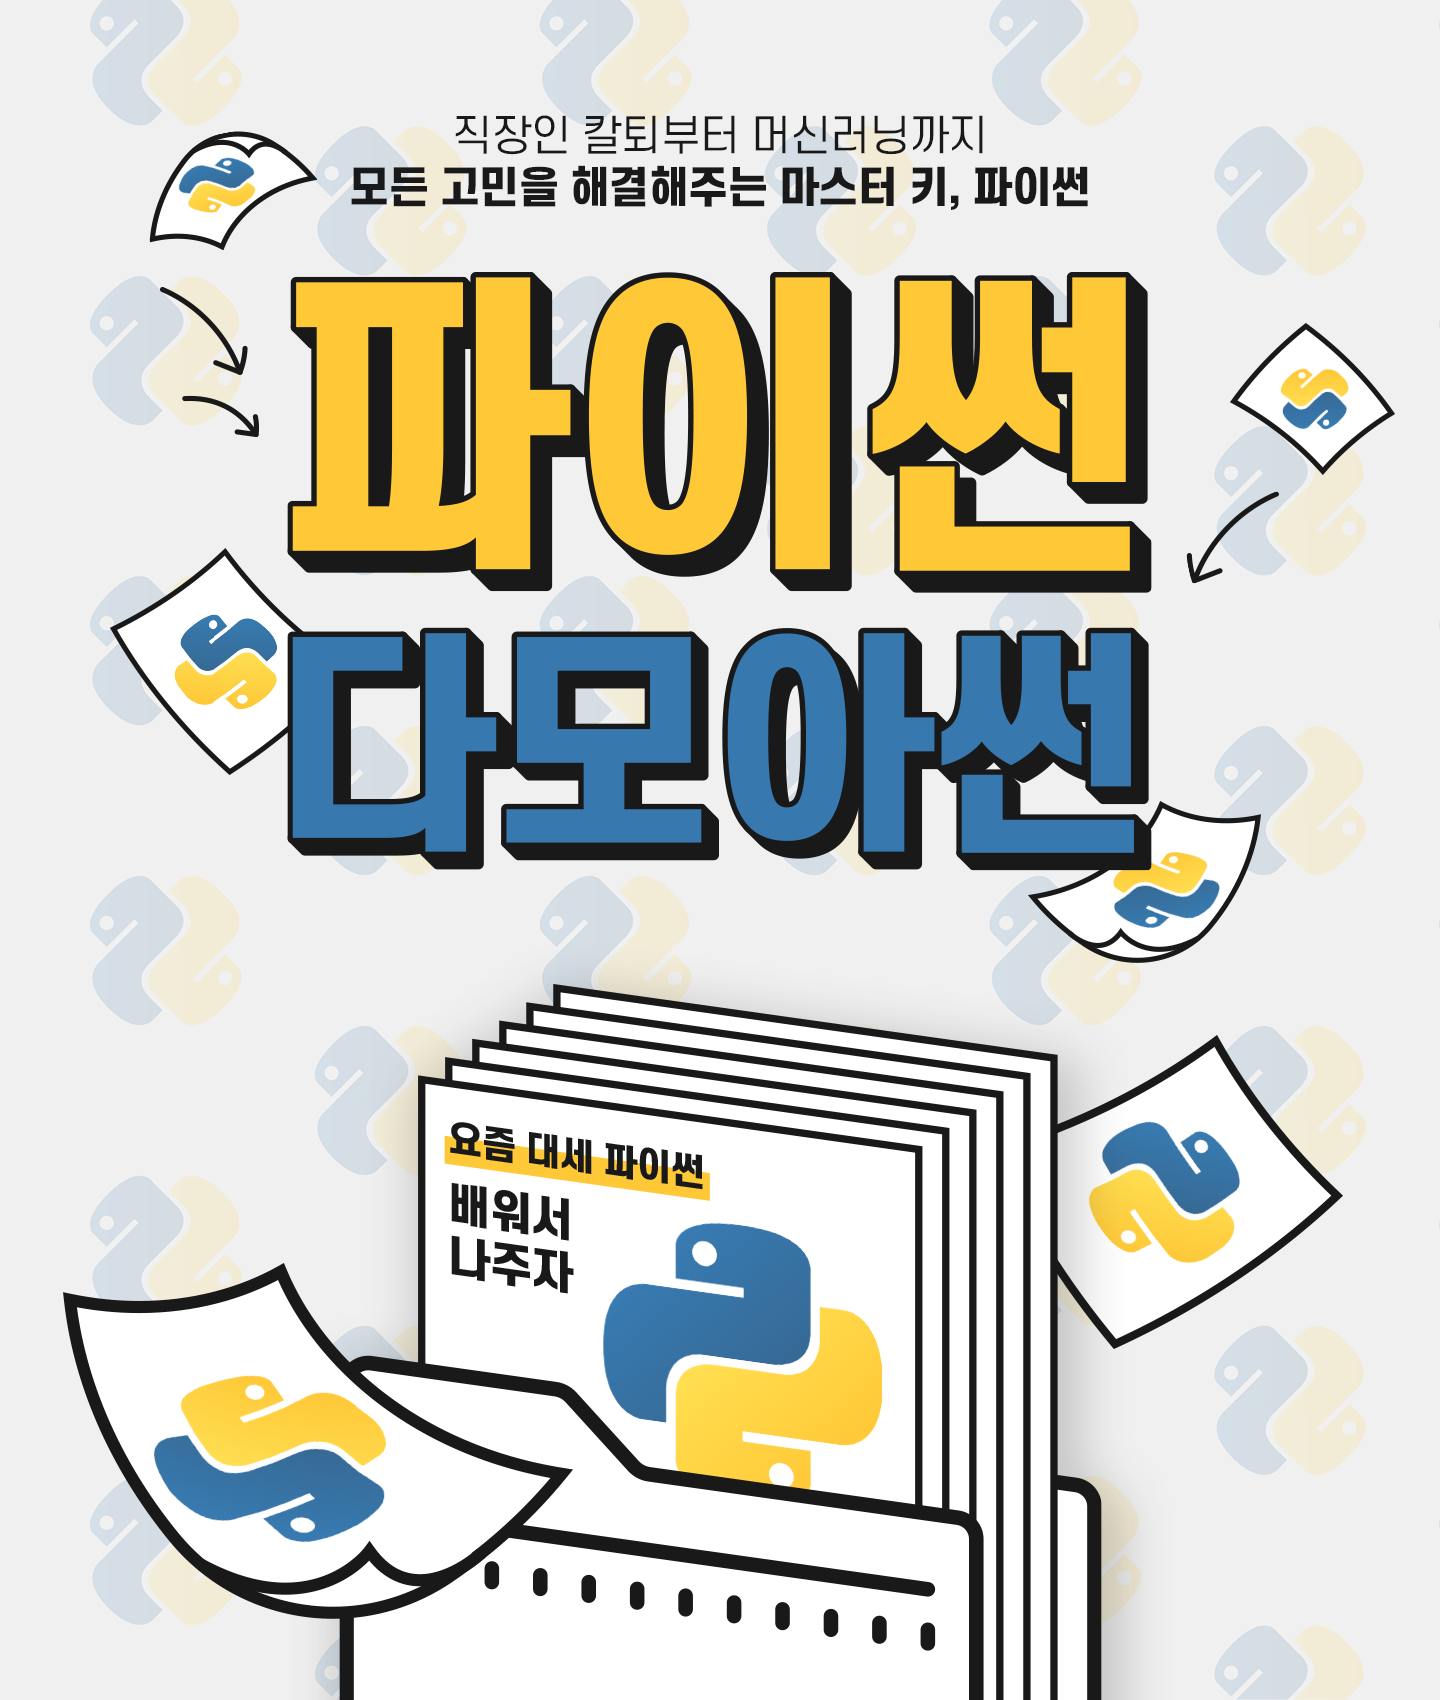 직장인 칼퇴부터 머신러닝까지
모든 고민을 해결해주는 마스터 키, 파이썬
파이썬
다모아썬
요즘 대세 파이썬
배워서
나주자